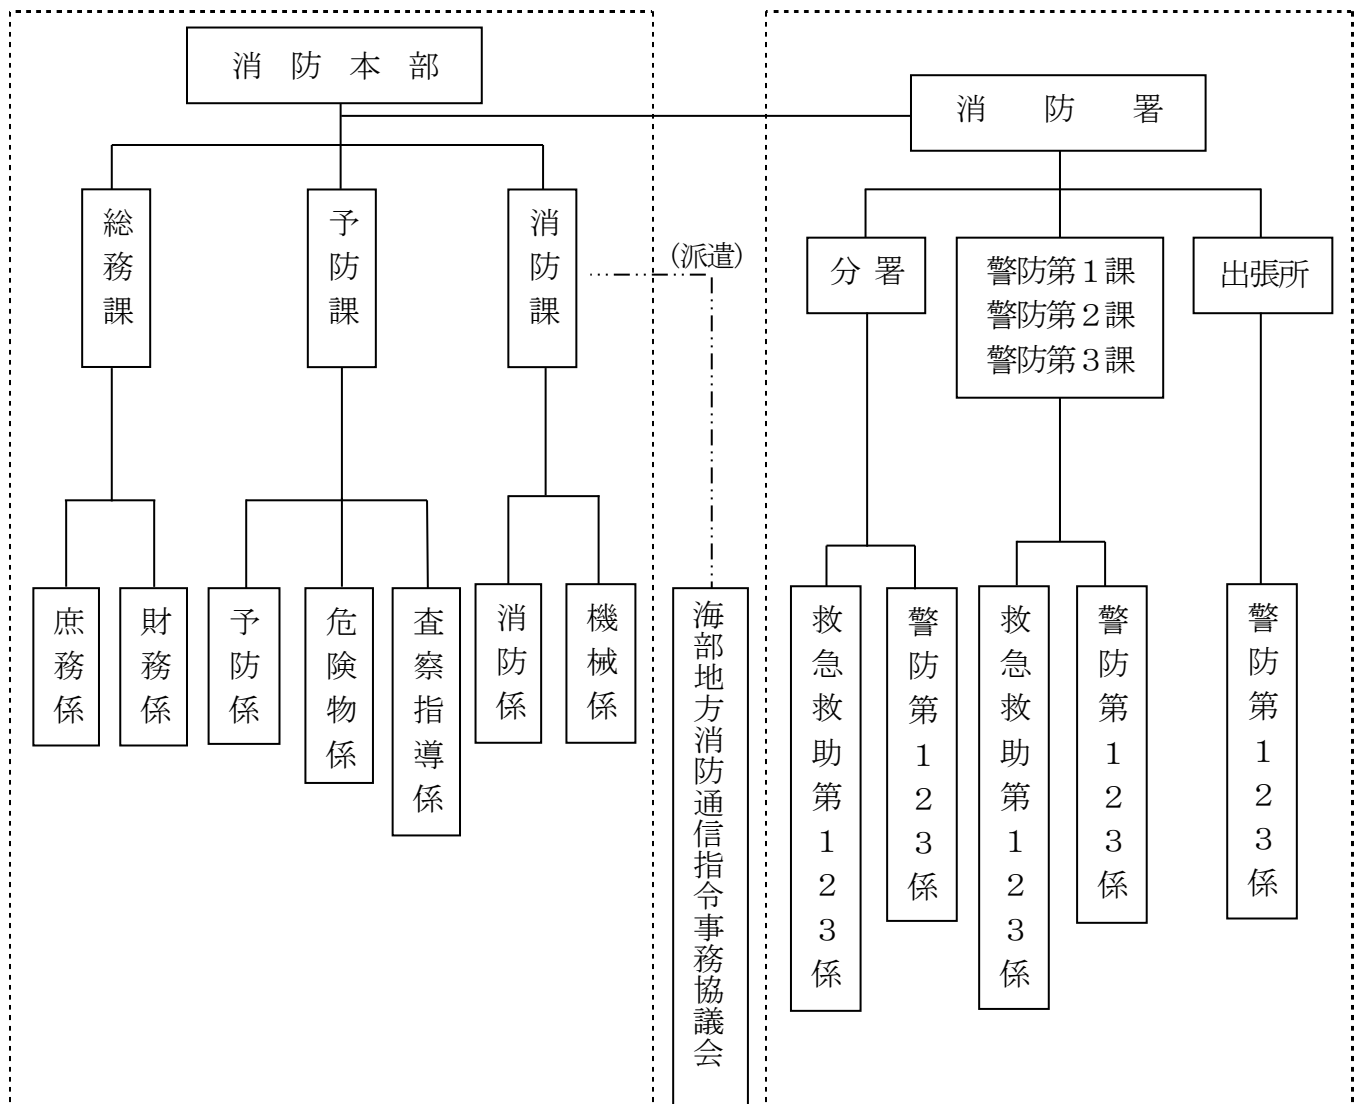 消防本部
消防署
総務課
予防課
消防課
(派遣)
分署
警防第１課
警防第２課
警防第３課
出張所
庶務係
財務係
予防係
危険物係
査察指導係
消防係
機械係
海部地方消防通信指令事務協議会
救急救助第１２３係
警防第１２３係
救急救助第１２３係
警防第１２３係
警防第１２３係